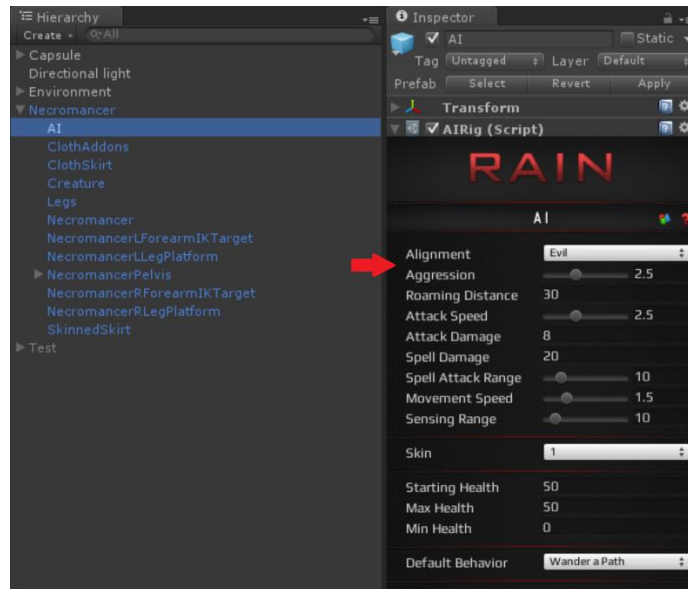 Hierarchy
Create
All
Capsule
Directional light
Environment
Necromancer
AI
ClothAddons
ClothSkirt
Creature
Legs
Necromancer
NecromancerLForearmIKTarget
NecromancerLLegPlatform
NecromancerPelvis
NecromancerRForearmIKTarget
NecromancerRLegPlatform
SkinnedSkirt
Test
Inspector
AI Static
Tag Untagged Layer Default
Prefab Select Revert Apply
Transform
AIRig (Script)
RAIN
AI
Alignment Evil
Aggression 2.5
Roaming Distance 30
Attack Speed 2.5
Attack Damage 8
Spell Damage 20
Spell Attack Range 10
Movement Speed 1.5
Sensing Range 10
Skin 1
Starting Health 50
Max Health 50
Min Health 0
Default Behavior Wander a Path